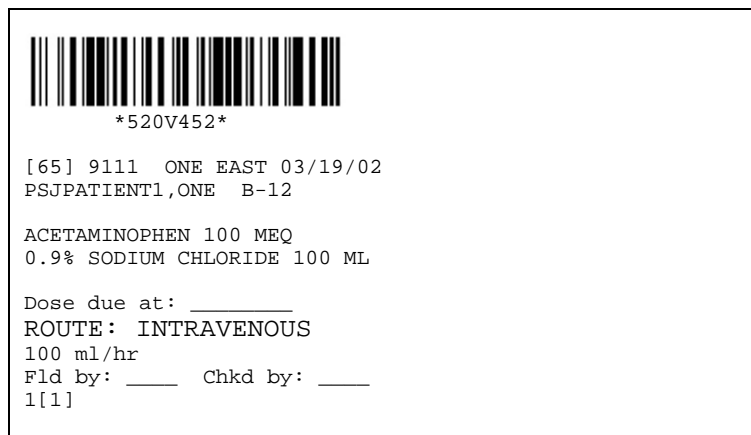 *520V452*
[65] 9111 ONE EAST 03/19/02
PSJPATIENT1,ONE B-12
ACETAMINOPHEN 100 MEQ
0.9% SODIUM CHLORIDE 100 ML
Dose due at: ________
ROUTE: INTRAVENOUS
100 ml/hr
Fld by: ____ Chkd by: ____
1[1]